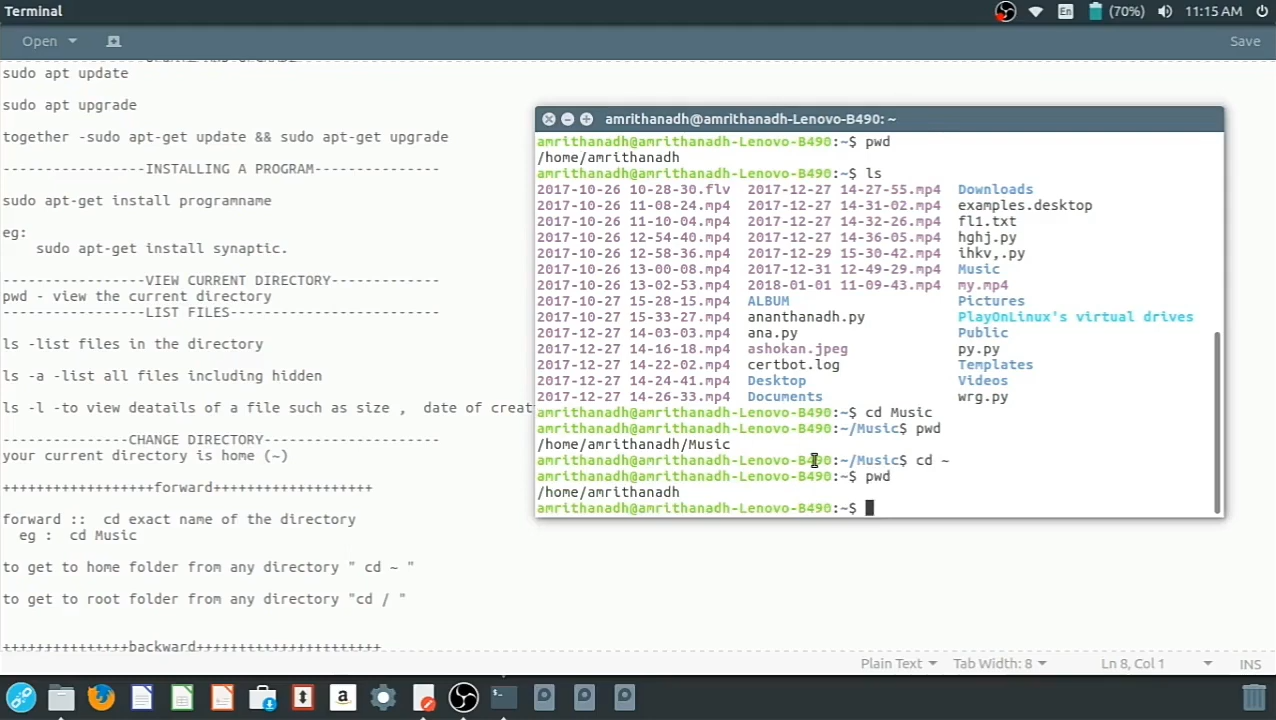 Terminal
En
(70%)
11:15 AM
Open
Save
sudo apt update
sudo apt upgrade
together -sudo apt-get update && sudo apt-get upgrade
---------------INSTALLING A PROGRAM---------------
sudo apt-get install programname
eg:
sudo apt-get install synaptic.
---------------VIEW CURRENT DIRECTORY-------------
pwd - view the current directory
------------------LIST FILES----------------------
ls -list files in the directory
ls -a -list all files including hidden
ls -l -to view deatails of a file such as size ,  date of creat
----------------CHANGE DIRECTORY------------------
your current directory is home (~)
++++++++++++++++++forward+++++++++++++++++++
forward ::  cd exact name of the directory
eg :  cd Music
to get to home folder from any directory " cd ~ "
to get to root folder from any directory "cd / "
+++++++++++++++backward++++++++++++++++++++++
amrithanadh@amrithanadh-Lenovo-B490: ~
amrithanadh@amrithanadh-Lenovo-B490:~$ pwd
/home/amrithanadh
amrithanadh@amrithanadh-Lenovo-B490:~$ ls
2017-10-26 10-28-30.flv  2017-12-27 14-27-55.mp4  Downloads
2017-10-26 11-08-24.mp4  2017-12-27 14-31-02.mp4  examples.desktop
2017-10-26 11-10-04.mp4  2017-12-27 14-32-26.mp4  fl1.txt
2017-10-26 12-54-40.mp4  2017-12-27 14-36-05.mp4  hghj.py
2017-10-26 12-58-36.mp4  2017-12-29 15-30-42.mp4  ihkv,.py
2017-10-26 13-00-08.mp4  2017-12-31 12-49-29.mp4  Music
2017-10-26 13-02-53.mp4  2018-01-01 11-09-43.mp4  my.mp4
2017-10-27 15-28-15.mp4  ALBUM  Pictures
2017-10-27 15-33-27.mp4  ananthanadh.py  PlayOnLinux's virtual drives
2017-12-27 14-03-03.mp4  ana.py  Public
2017-12-27 14-16-18.mp4  ashokan.jpeg  py.py
2017-12-27 14-22-02.mp4  certbot.log  Templates
2017-12-27 14-24-41.mp4  Desktop  Videos
2017-12-27 14-26-33.mp4  Documents  wrg.py
amrithanadh@amrithanadh-Lenovo-B490:~$ cd Music
amrithanadh@amrithanadh-Lenovo-B490:~/Music$ pwd
/home/amrithanadh/Music
amrithanadh@amrithanadh-Lenovo-B490:~/Music$ cd ~
amrithanadh@amrithanadh-Lenovo-B490:~$ pwd
/home/amrithanadh
amrithanadh@amrithanadh-Lenovo-B490:~$
Plain Text
Tab Width: 8
Ln 8, Col 1
INS